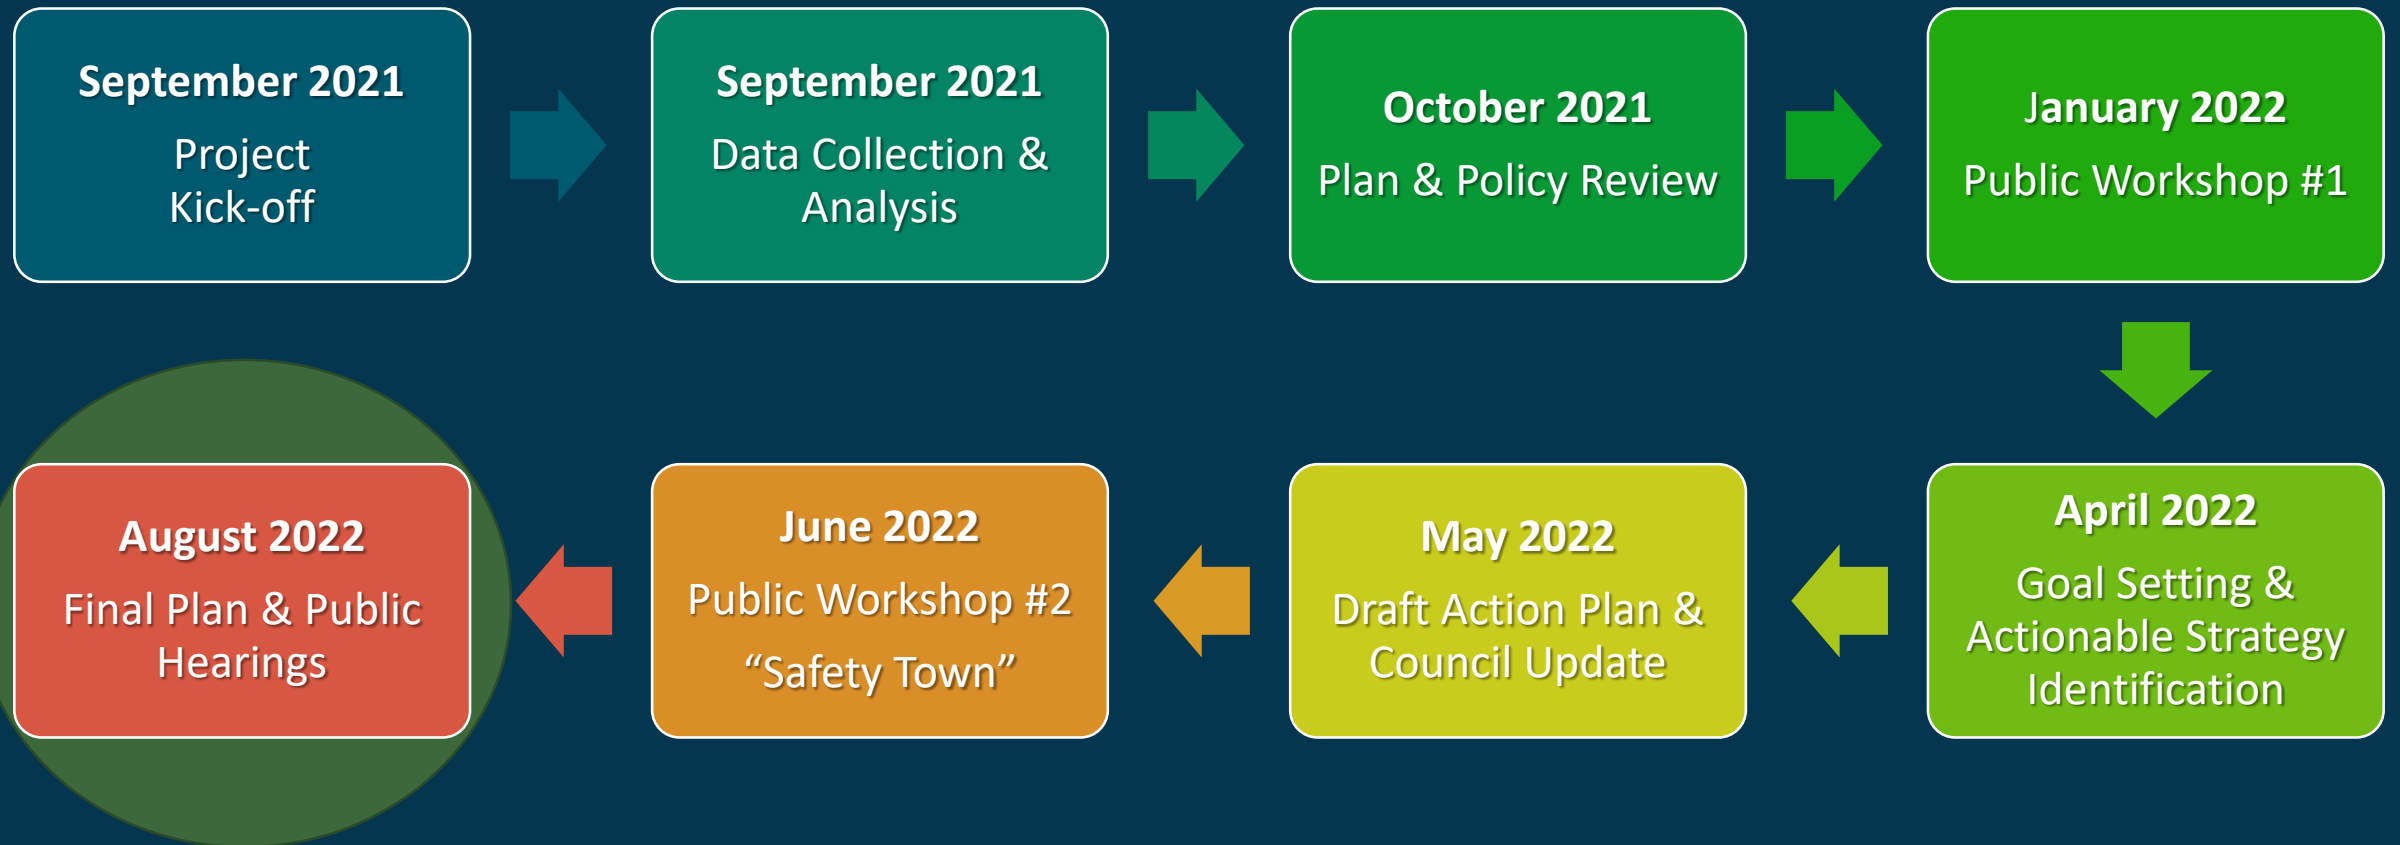 September 2021
Project
Kick-off
September 2021
Data Collection &
Analysis
October 2021
Plan & Policy Review
January 2022
Public Workshop #1
April 2022
Goal Setting &
Actionable Strategy
Identification
May 2022
Draft Action Plan &
Council Update
June 2022
Public Workshop #2
“Safety Town”
August 2022
Final Plan & Public
Hearings